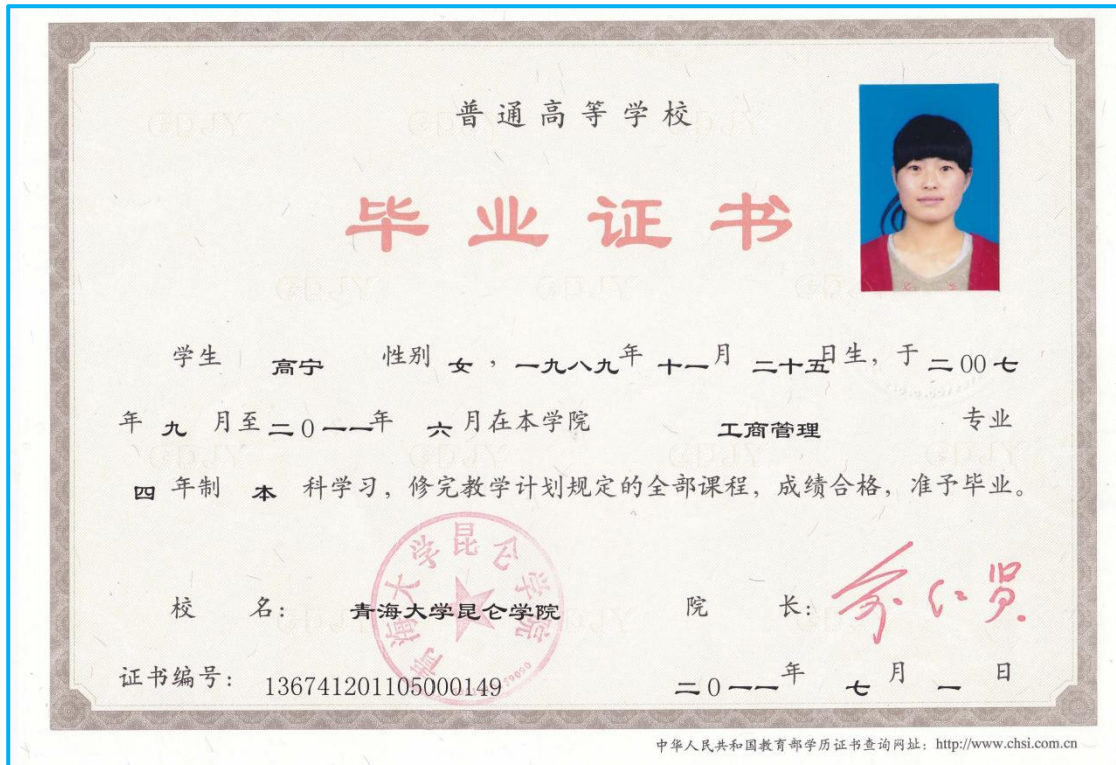 普通高等学校
毕业证书
学生 高宁 性别 女，一九八九年 十一月 二十五日生，于 二00七
年 九 月至二0一一年 六 月在本学院 工商管理 专业
四 年制 本 科学习，修完教学计划规定的全部课程，成绩合格，准予毕业。
校 名： 青海大学昆仑学院 院 长：
青海大学昆仑学院
证书编号： 136741201105000149 二0一一年 七 月 一 日
中华人民共和国教育部学历证书查询网址：http://www.chsi.com.cn